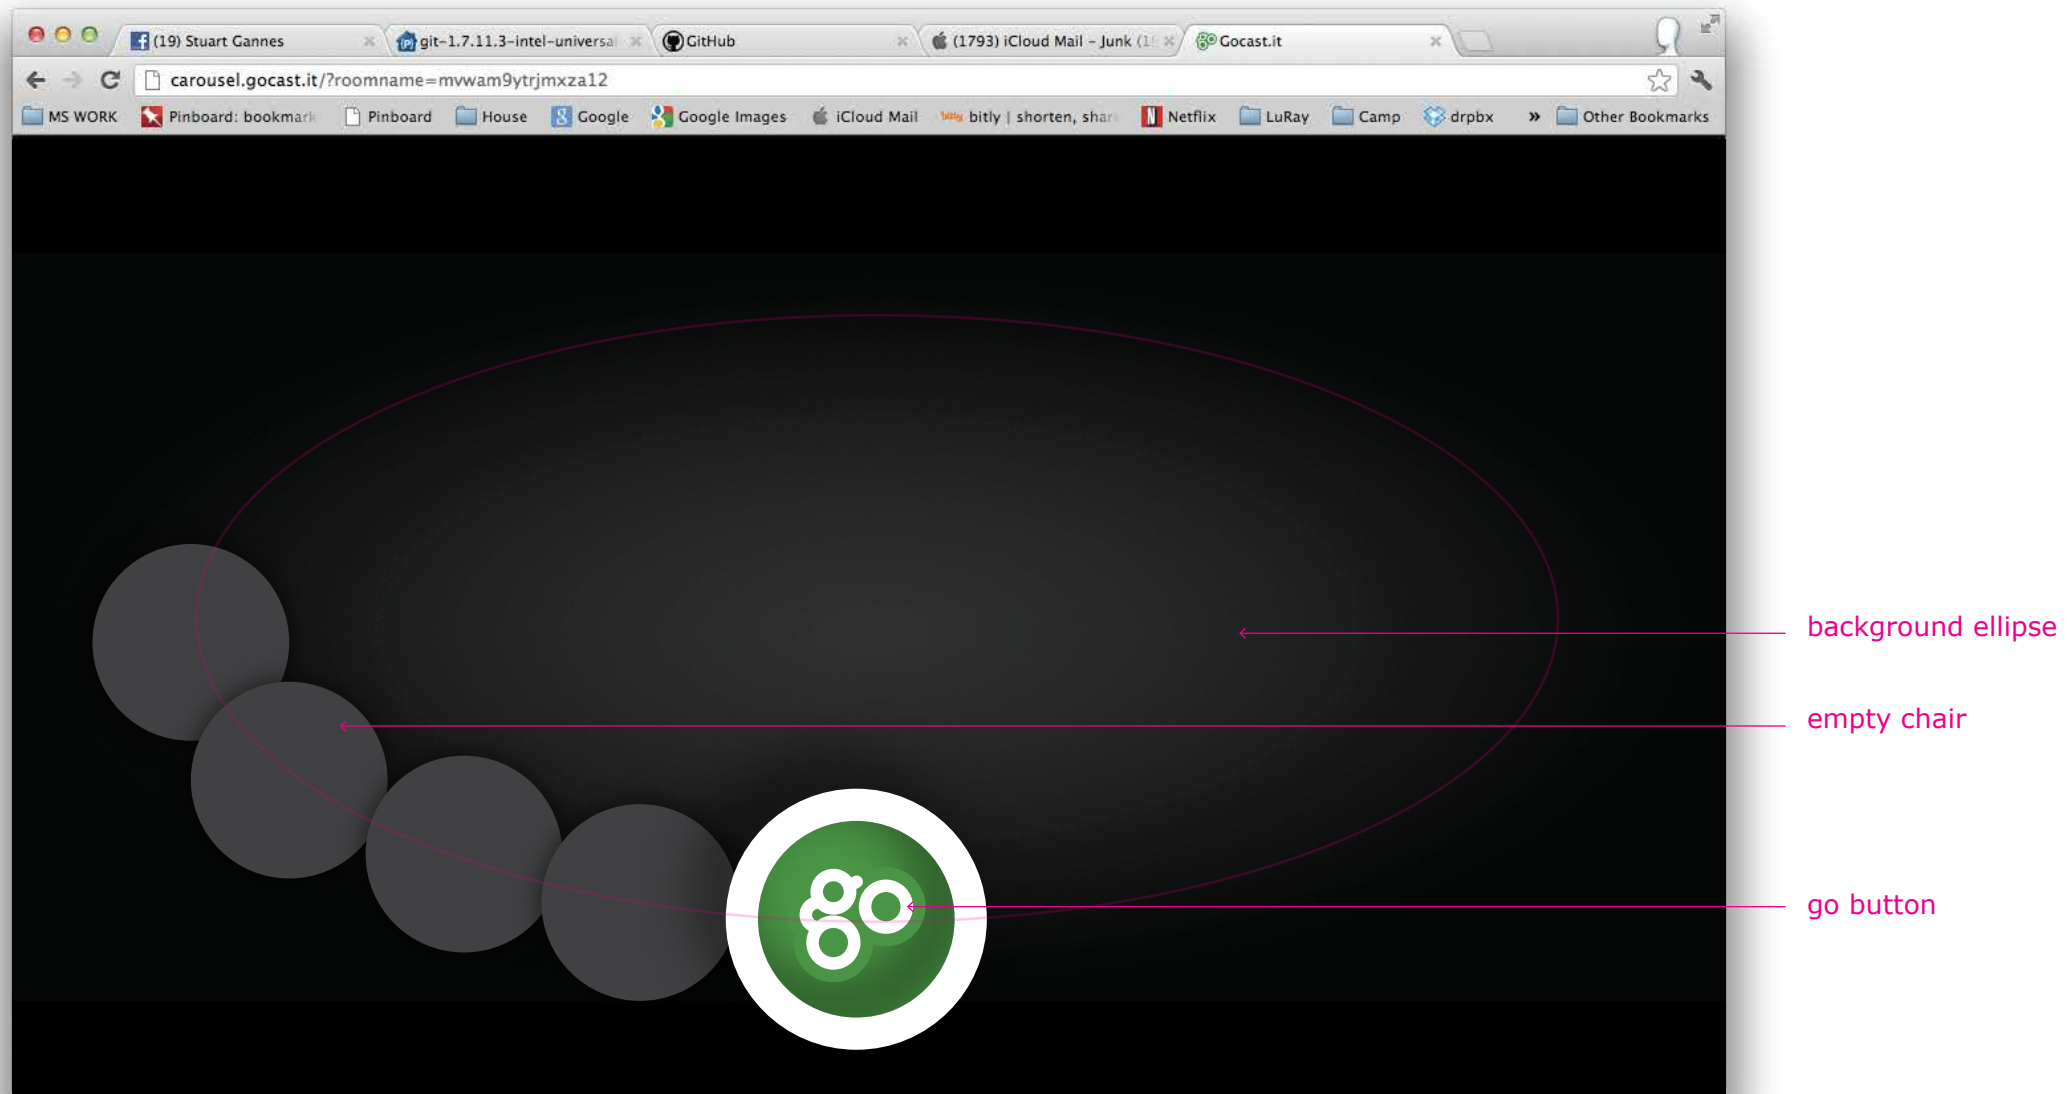 (19) Stuart Gannes
git-1.7.11.3-intel-universal
GitHub
(1793) iCloud Mail – Junk
Gocast.it
carousel.gocast.it/?roomname=mvwam9ytrjmxza12
MS WORK
Pinboard: bookmark
Pinboard
House
Google
Google Images
iCloud Mail
bitly | shorten, shar
Netflix
LuRay
Camp
drpbx
»
Other Bookmarks
background ellipse
empty chair
go
go button